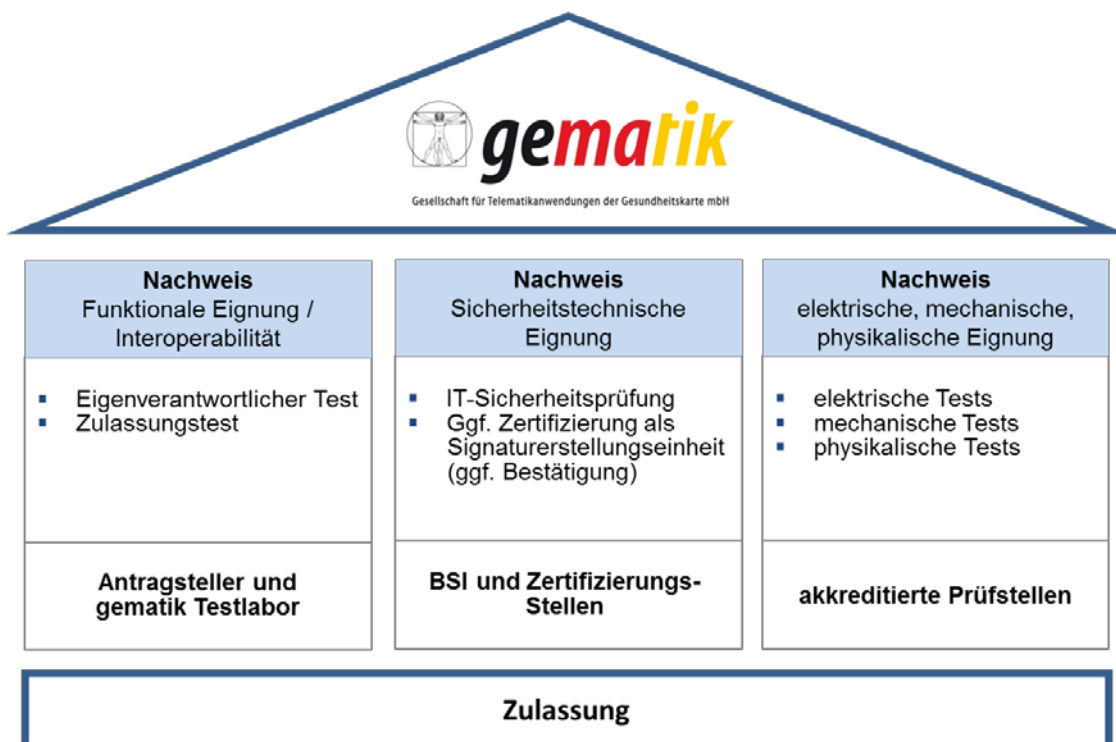 gematik
Gesellschaft für Telematikanwendungen der Gesundheitskarte mbH
Nachweis
Funktionale Eignung /
Interoperabilität
Eigenverantwortlicher Test
Zulassungstest
Antragsteller und
gematik Testlabor
Nachweis
Sicherheitstechnische
Eignung
IT-Sicherheitsprüfung
Ggf. Zertifizierung als
Signaturerstellungseinheit
(ggf. Bestätigung)
BSI und Zertifizierungs-
Stellen
Nachweis
elektrische, mechanische,
physikalische Eignung
elektrische Tests
mechanische Tests
physikalische Tests
akkreditierte Prüfstellen
Zulassung